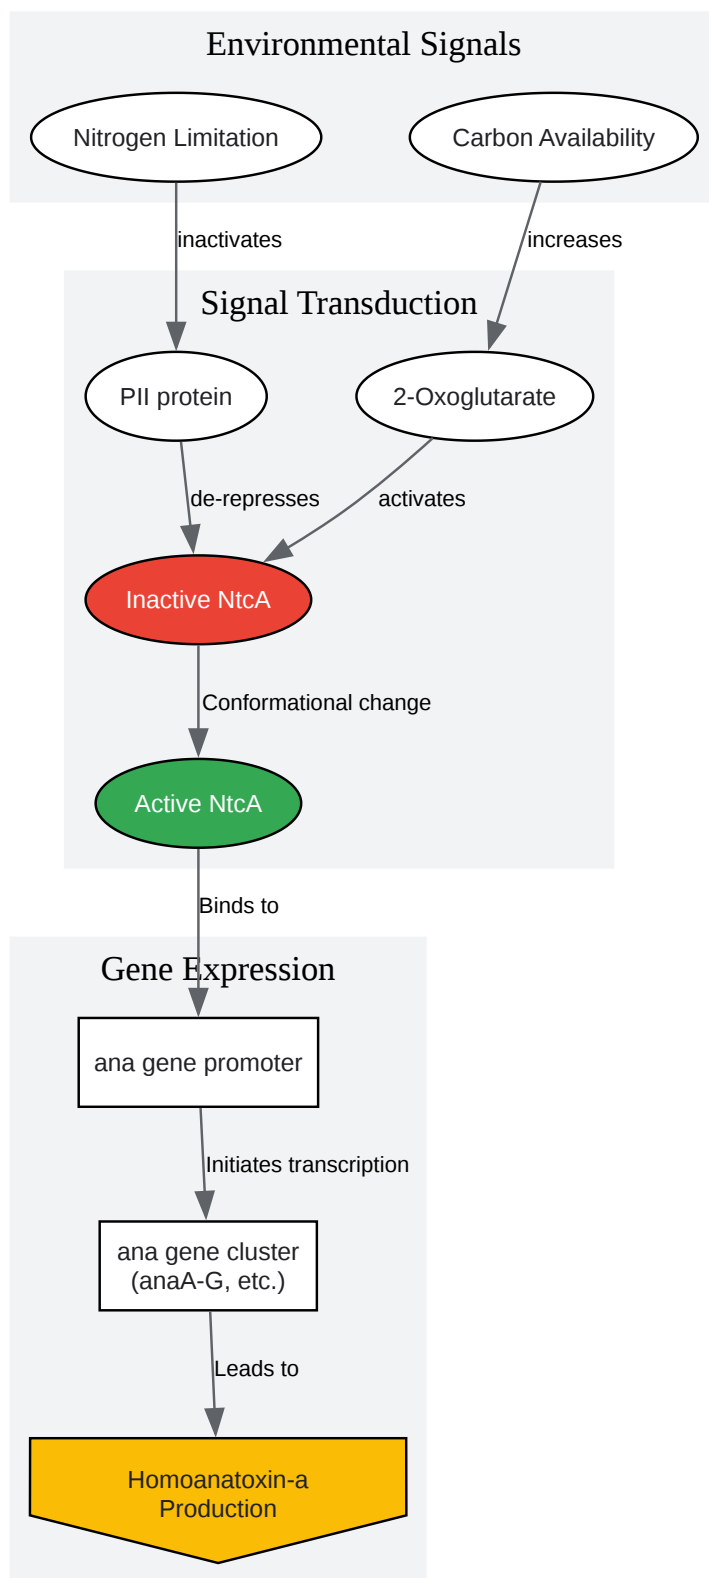 Environmental Signals
Nitrogen Limitation
Carbon Availability
inactivates
increases
Signal Transduction
PII protein
2-Oxoglutarate
de-represses
activates
Inactive NtcA
Conformational change
Active NtcA
Binds to
Gene Expression
ana gene promoter
Initiates transcription
ana gene cluster
(anaA-G, etc.)
Leads to
Homoanatoxin-a
Production